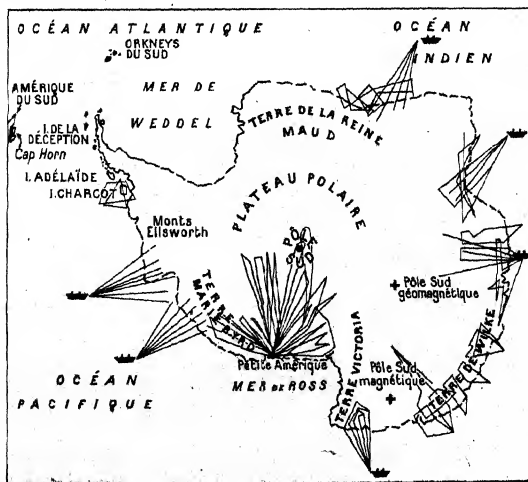 OCÉAN ATLANTIQUE
OCÉAN
INDIEN
ORKNEYS
DU SUD
AMÉRIQUE
DU SUD
MER DE
WEDDEL
I. DE LA
DÉCEPTION
Cap Horn
TERRE DE LA REINE
MAUD
I. ADÉLAÏDE
I. CHARCOT
PLATEAU POLAIRE
Monts
Ellsworth
PÔLE
SUD
Pôle Sud
géomagnétique
TERRE
MARIE BYRD
Petite Amérique
MER DE ROSS
TERRE VICTORIA
Pôle Sud
magnétique
TERRE DE WILKE
OCÉAN
PACIFIQUE